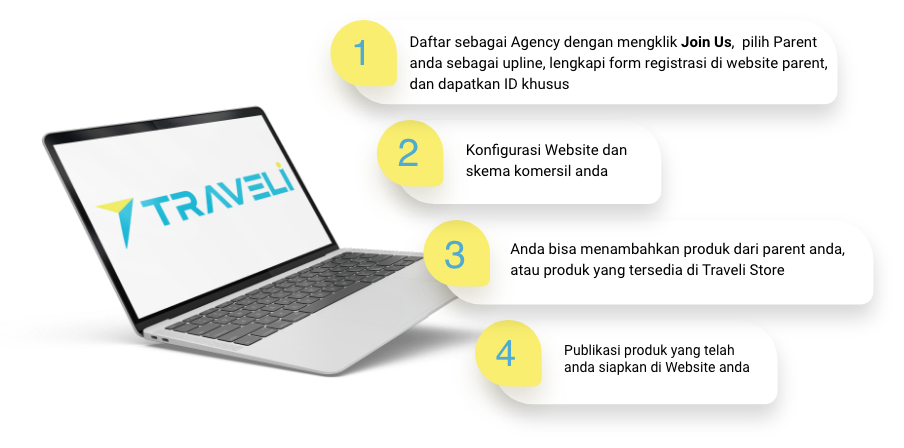 1
Daftar sebagai Agency dengan mengklik Join Us, pilih Parent
anda sebagai upline, lengkapi form registrasi di website parent,
dan dapatkan ID khusus
2
Konfigurasi Website dan
skema komersil anda
TRAVELI
3
Anda bisa menambahkan produk dari parent anda,
atau produk yang tersedia di Traveli Store
4
Publikasi produk yang telah
anda siapkan di Website anda